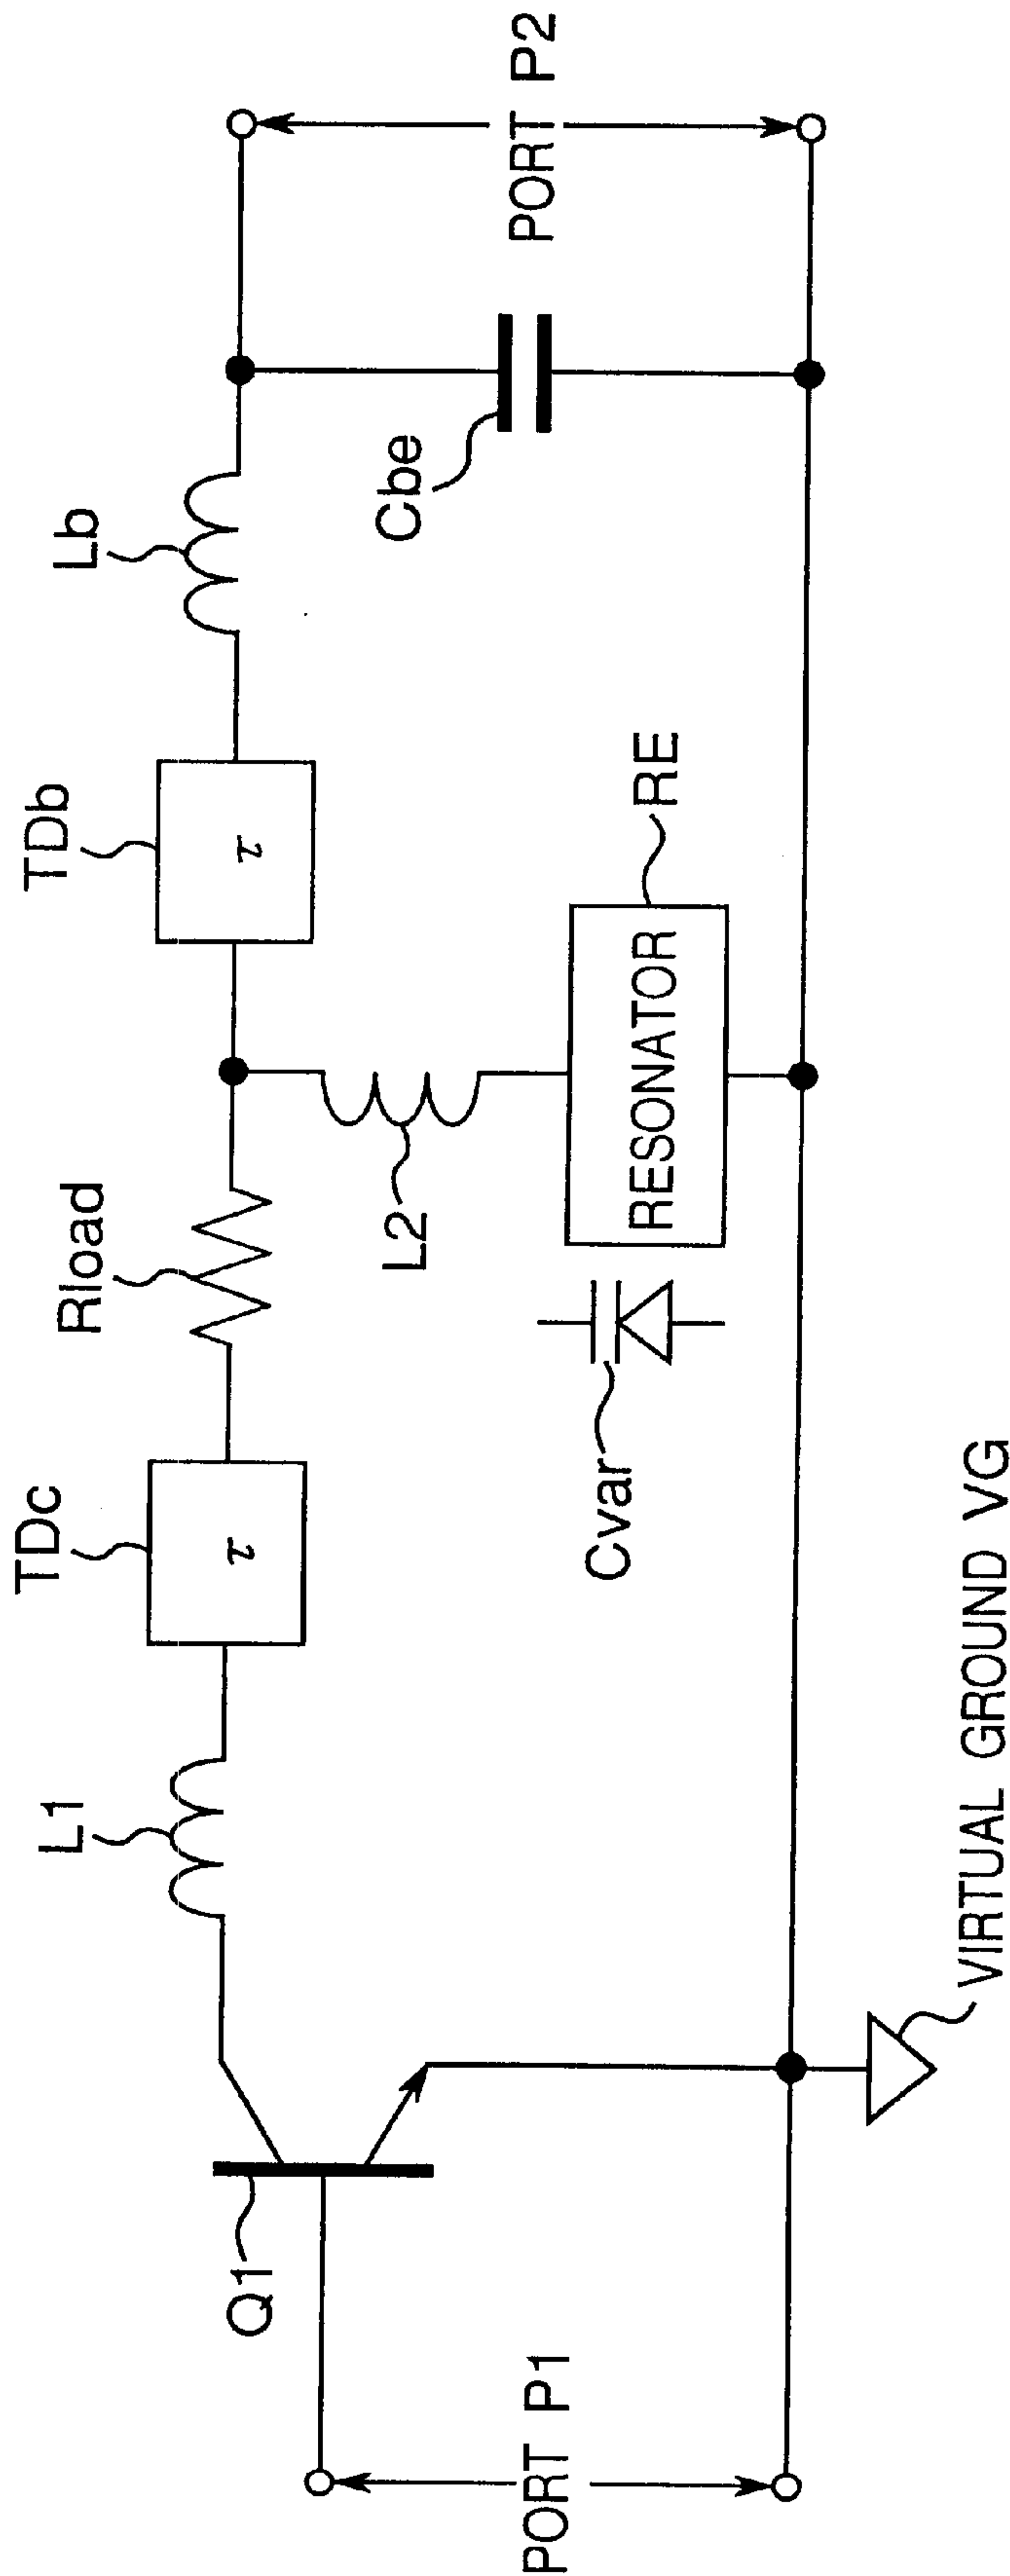 TDc
TDb
L1
Rload
Lb
τ
τ
Q1
L2
Cbe
Cvar
RESONATOR
RE
PORT P1
PORT P2
VIRTUAL GROUND VG